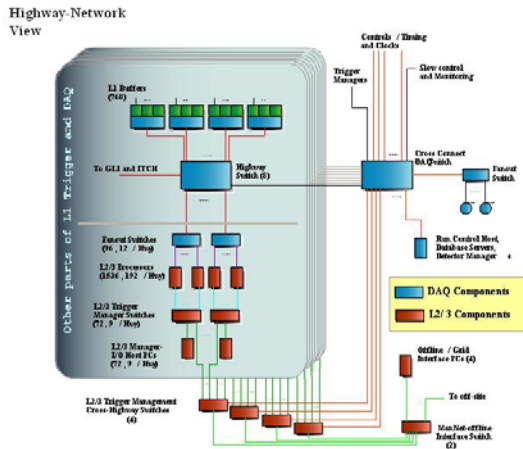 Highway-Network
View
Other parts of L1 Trigger and DAQ
L1 Buffers
(768)
To GL1 and ITCH
Highway
Switch (8)
Fanout Switches
(96, 12 / Hwy)
L2/3 Processors
(1536, 192 / Hwy)
L2/3 Trigger
Manager Switches
(72, 9 / Hwy)
L2/3 Manager-
I/O Host PCs
(72, 9 / Hwy)
L2/3 Trigger Management
Cross-Highway Switches
(4)
Controls / Timing
and Clocks
Trigger
Managers
Slow control
and Monitoring
Cross Connect
DAQ Switch
Fanout
Switch
Run Control Host,
Database Servers,
Detector Manager s
DAQ Components
L2/ 3 Components
Offline / Grid
Interface PCs (4)
To off-site
Interface Switch
(2)